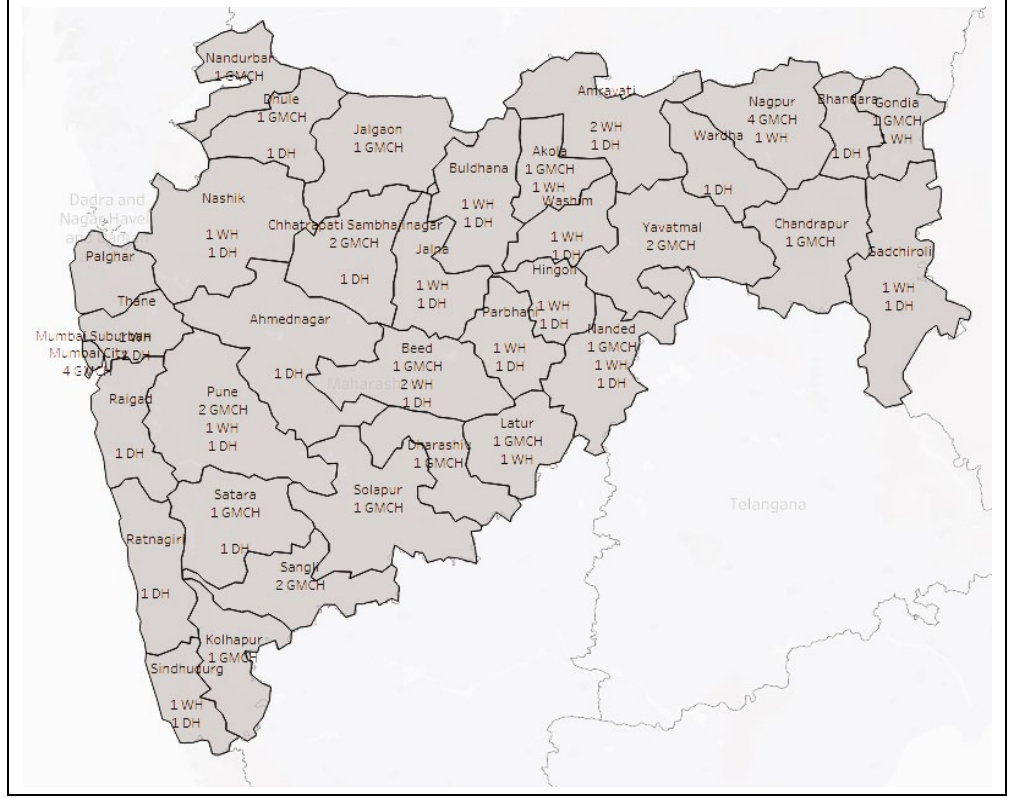 Nandurbar
1 GMCH
Dhule
1 GMCH
1 DH
Jalgaon
1 GMCH
Buldhana
1 WH
1 DH
Akola
1 GMCH
1 WH
Amravati
2 WH
1 DH
Wardha
1 DH
Nagpur
4 GMCH
1 WH
Bhandara
1 DH
Gondia
1 GMCH
1 WH
Dadra and
Nagar Haveli
Nashik
1 WH
1 DH
Chhatrapati Sambhajinagar
2 GMCH
1 DH
Jalna
1 WH
1 DH
Washim
1 WH
1 DH
Yavatmal
2 GMCH
Chandrapur
1 GMCH
Gadchiroli
1 WH
1 DH
Palghar
Thane
1 WH
1 DH
Mumbai Suburban
Mumbai City
4 GMCH
Ahmednagar
1 DH
Hingoli
1 WH
1 DH
Parbhani
1 WH
1 DH
Nanded
1 GMCH
1 WH
1 DH
Beed
1 GMCH
2 WH
1 DH
Maharash
Raigad
1 DH
Pune
2 GMCH
1 WH
1 DH
Latur
1 GMCH
1 WH
Dharashiv
1 GMCH
Solapur
1 GMCH
Satara
1 GMCH
1 DH
Telangana
Ratnagiri
1 DH
Sangli
2 GMCH
Kolhapur
1 GMCH
Sindhudurg
1 WH
1 DH